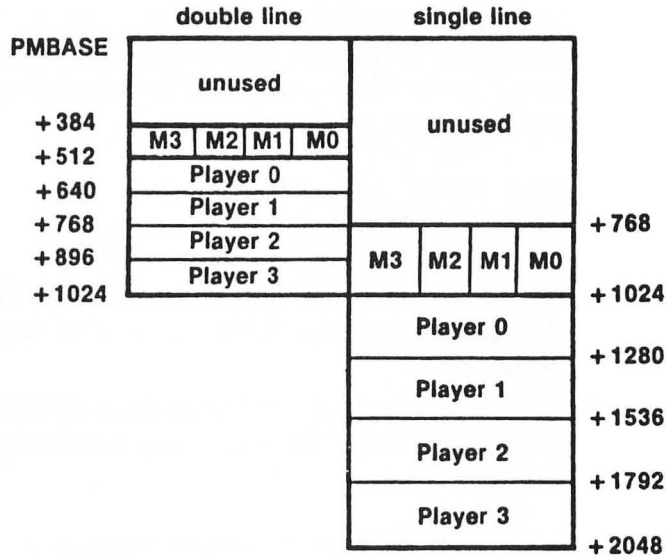 double line single line
PMBASE
unused
unused
+384
M3 M2 M1 M0
+512
Player 0
+640
Player 1
+768
+768
Player 2
+896
M3 M2 M1 M0
Player 3
+1024
+1024
Player 0
+1280
Player 1
+1536
Player 2
+1792
Player 3
+2048